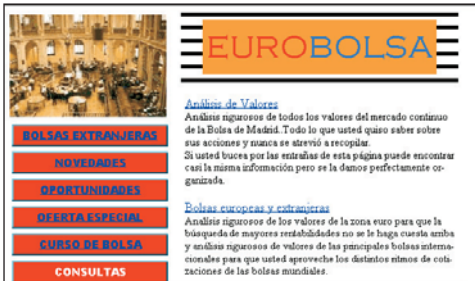 EUROBOLSA
BOLSAS EXTRANJERAS
NOVEDADES
OPORTUNIDADES
OFERTA ESPECIAL
CURSO DE BOLSA
CONSULTAS
Análisis de Valores
Análisis rigurosos de todos los valores del mercado continuo
de la Bolsa de Madrid. Todo lo que usted quiso saber sobre
sus acciones y nunca se atrevió a recopilar.
Si usted bucea por las entrañas de esta página puede encontrar
casi la misma información pero se la damos perfectamente or-
ganizada.
Bolsas europeas y extranjeras
Analísis rigurosos de los valores de la zona euro para que la
búsqueda de mayores rentabilidades no se le haga cuesta arriba
y análisis rigurosos de valores de las principales bolsas interna-
cionales para que usted aproveche los distintos ritmos de coti-
zaciones de las bolsas mundiales.